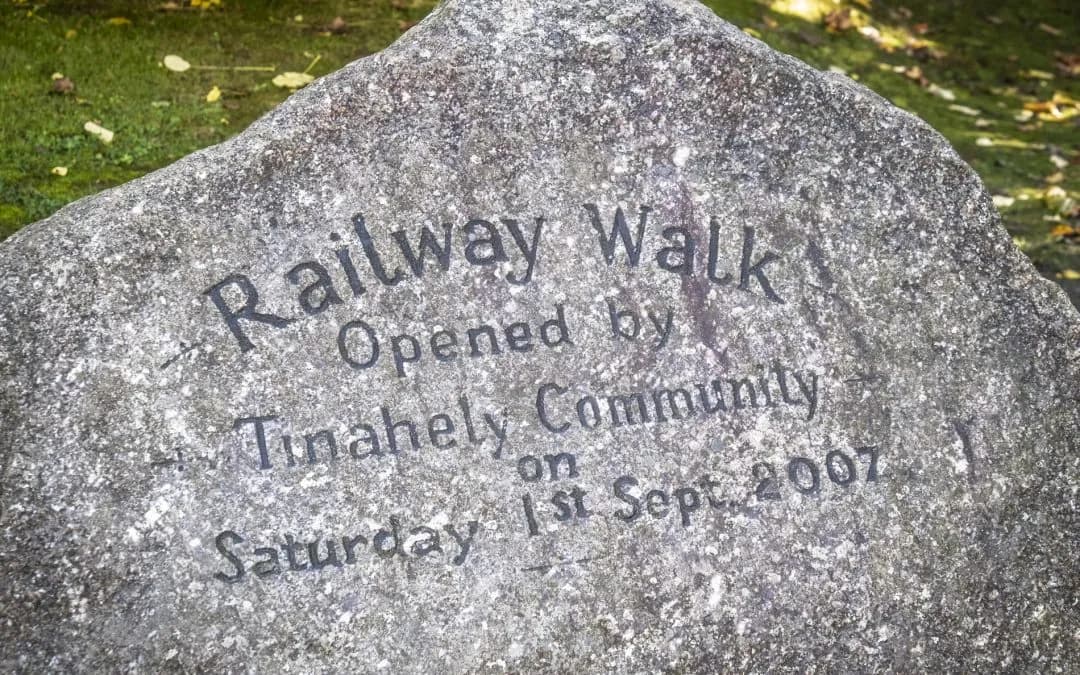 Railway Walk
Opened by
Tinahely Community
on
Saturday 1st Sept. 2007